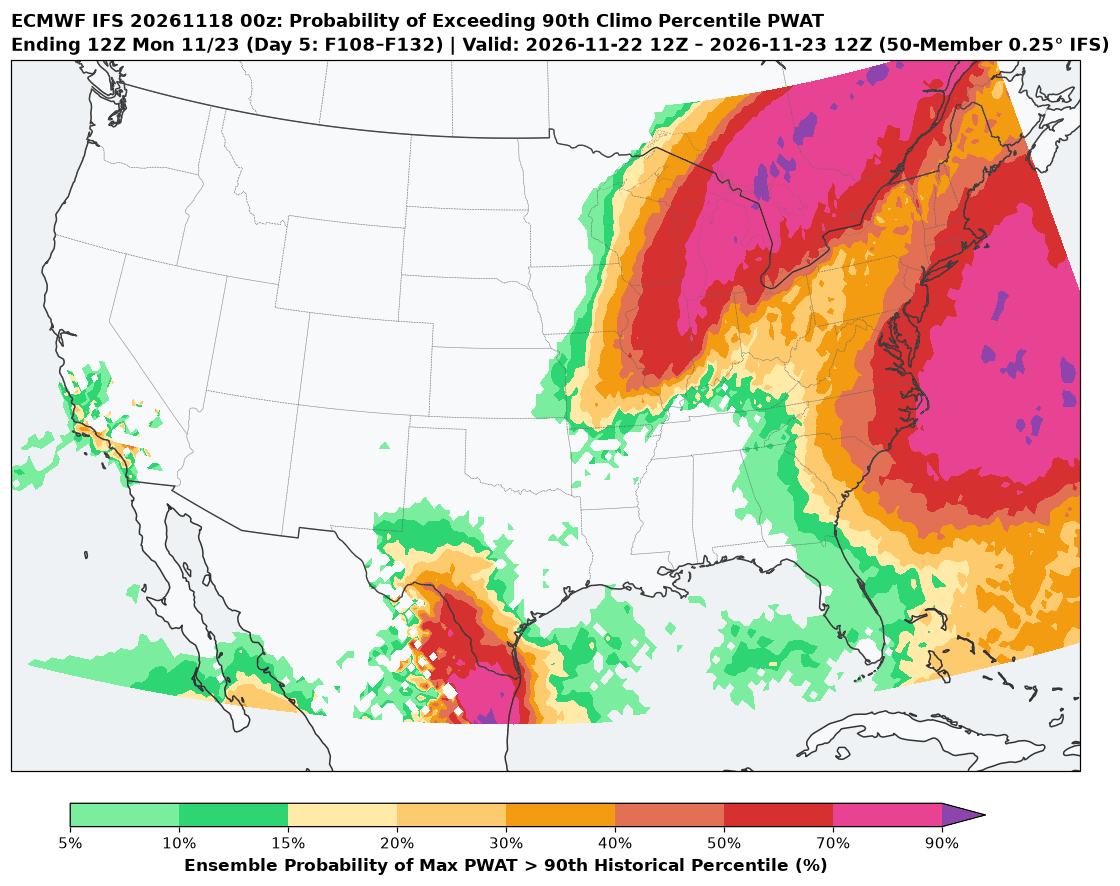 ECMWF IFS 20261118 00z: Probability of Exceeding 90th Climo Percentile PWAT
Ending 12Z Mon 11/23 (Day 5: F108–F132) | Valid: 2026-11-22 12Z – 2026-11-23 12Z (50-Member 0.25° IFS)
5% 10% 15% 20% 30% 40% 50% 70% 90%
Ensemble Probability of Max PWAT > 90th Historical Percentile (%)